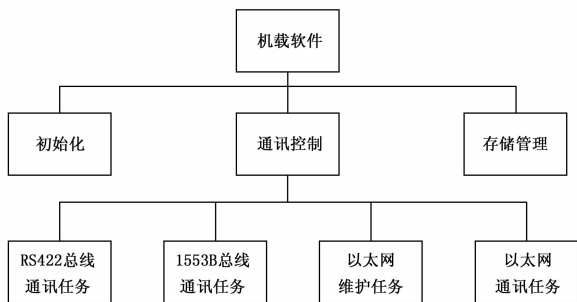 机载软件
初始化
通讯控制
存储管理
RS422总线
通讯任务
1553B总线
通讯任务
以太网
维护任务
以太网
通讯任务